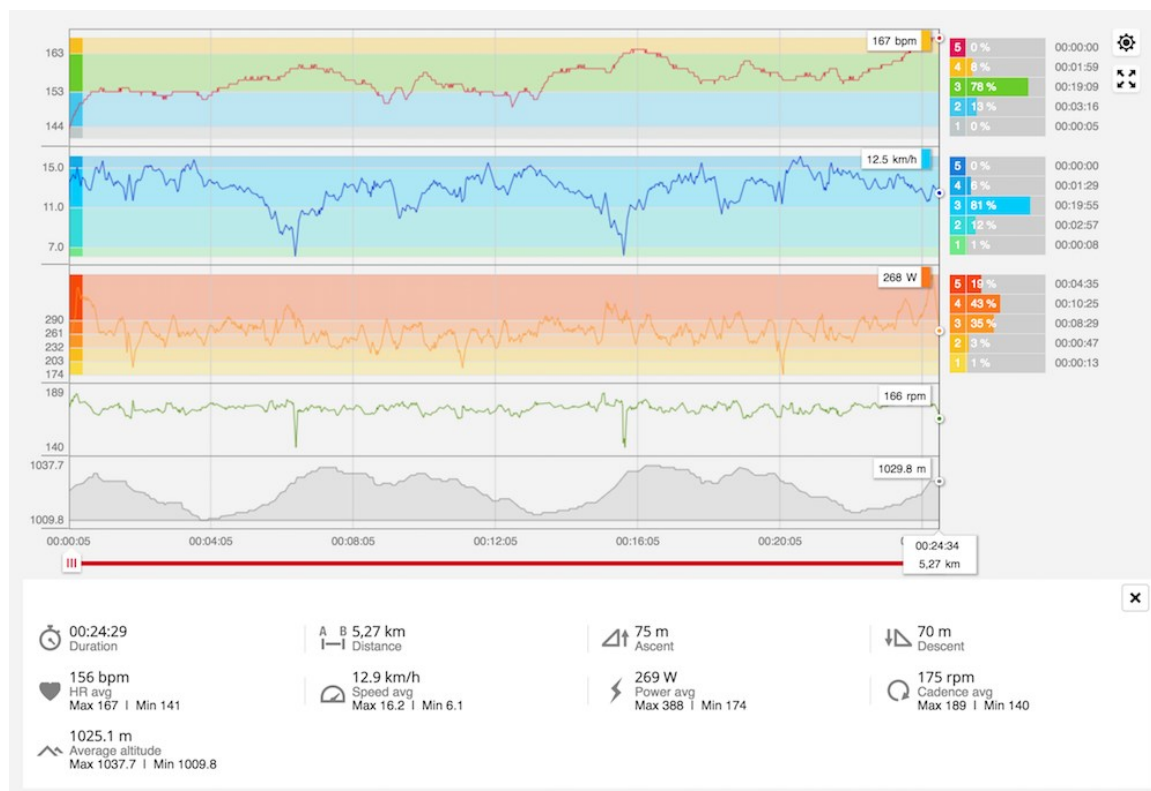 163
153
144
167 bpm
5 0 % 00:00:00
4 8 % 00:01:59
3 78 % 00:19:09
2 13 % 00:03:16
1 0 % 00:00:05
15.0
11.0
7.0
12.5 km/h
5 0 % 00:00:00
4 6 % 00:01:29
3 81 % 00:19:55
2 12 % 00:02:57
1 1 % 00:00:08
290
261
232
203
174
268 W
5 19 % 00:04:35
4 43 % 00:10:25
3 35 % 00:08:29
2 3 % 00:00:47
1 1 % 00:00:13
189
140
166 rpm
1037.7
1009.8
1029.8 m
00:00:05 00:04:05 00:08:05 00:12:05 00:16:05 00:20:05
00:24:34
5,27 km
00:24:29
Duration
A B 5,27 km
Distance
75 m
Ascent
70 m
Descent
156 bpm
HR avg
Max 167 | Min 141
12.9 km/h
Speed avg
Max 16.2 | Min 6.1
269 W
Power avg
Max 388 | Min 174
175 rpm
Cadence avg
Max 189 | Min 140
1025.1 m
Average altitude
Max 1037.7 | Min 1009.8